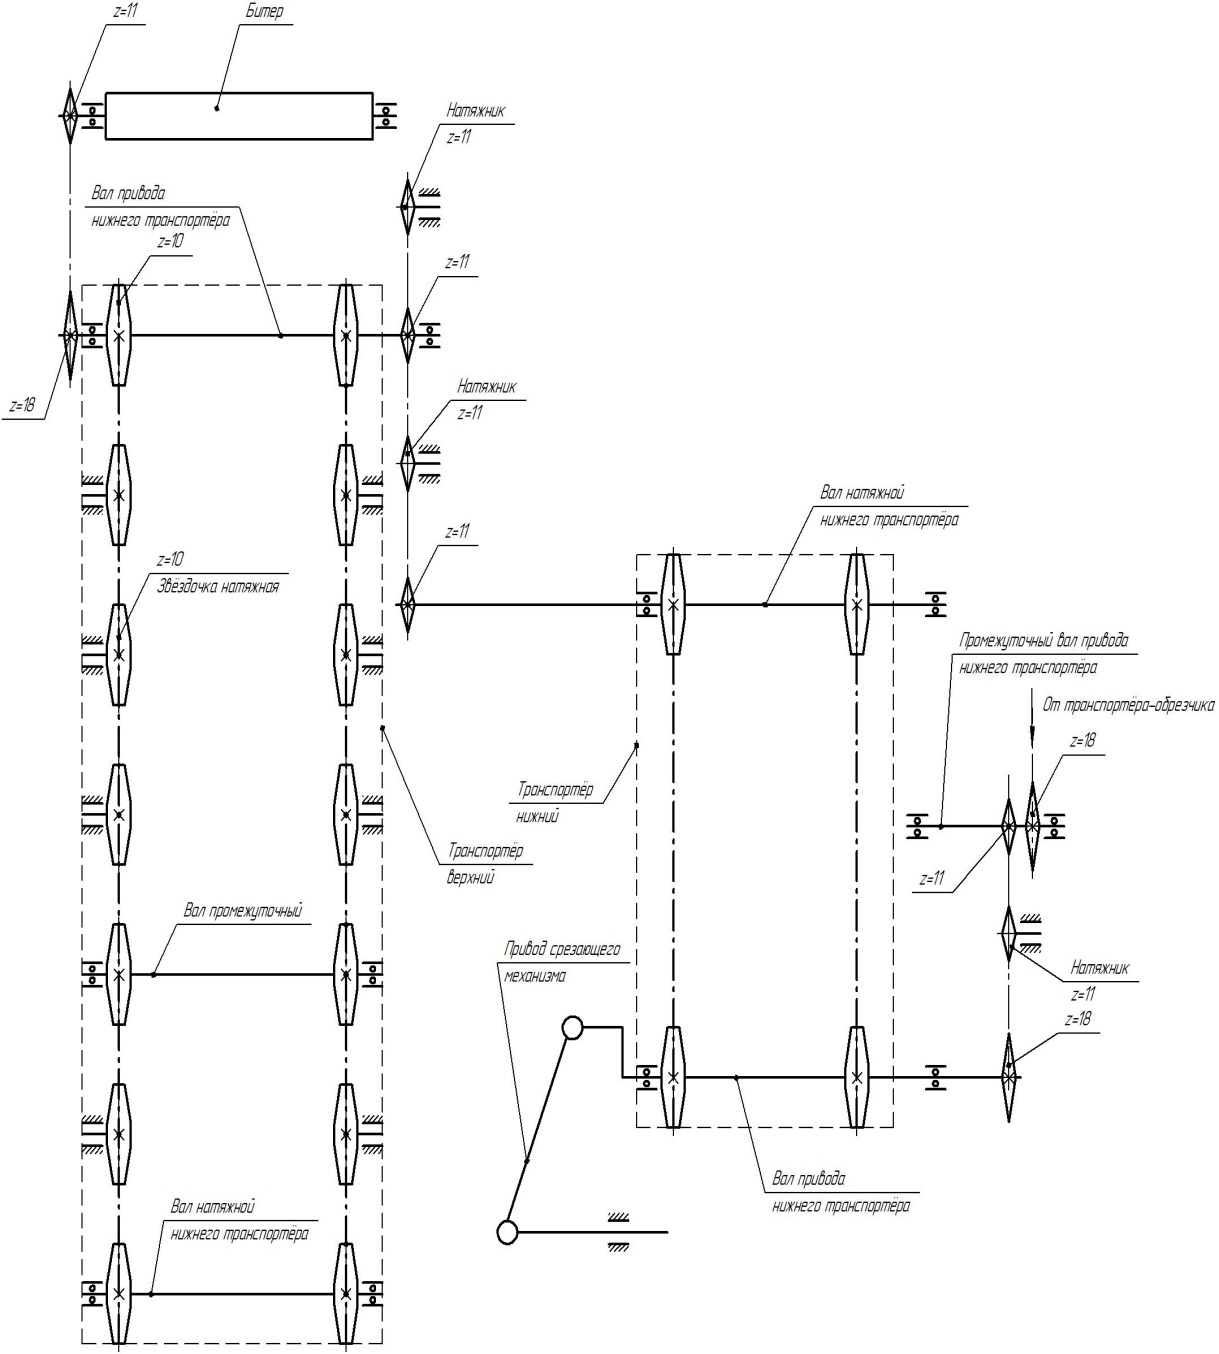 z=11
Битер
Натяжник
z=11
Вал привода
нижнего транспортёра
z=10
z=11
z=18
Натяжник
z=11
z=11
z=10
Звёздочка натяжная
Вал натяжной
нижнего транспортёра
Промежуточный вал привода
нижнего транспортёра
От транспортёра-обрезчика
z=18
Транспортёр
нижний
Транспортёр
верхний
z=11
Вал промежуточный
Привод срезающего
механизма
Натяжник
z=11
z=18
Вал привода
нижнего транспортёра
Вал натяжной
нижнего транспортёра